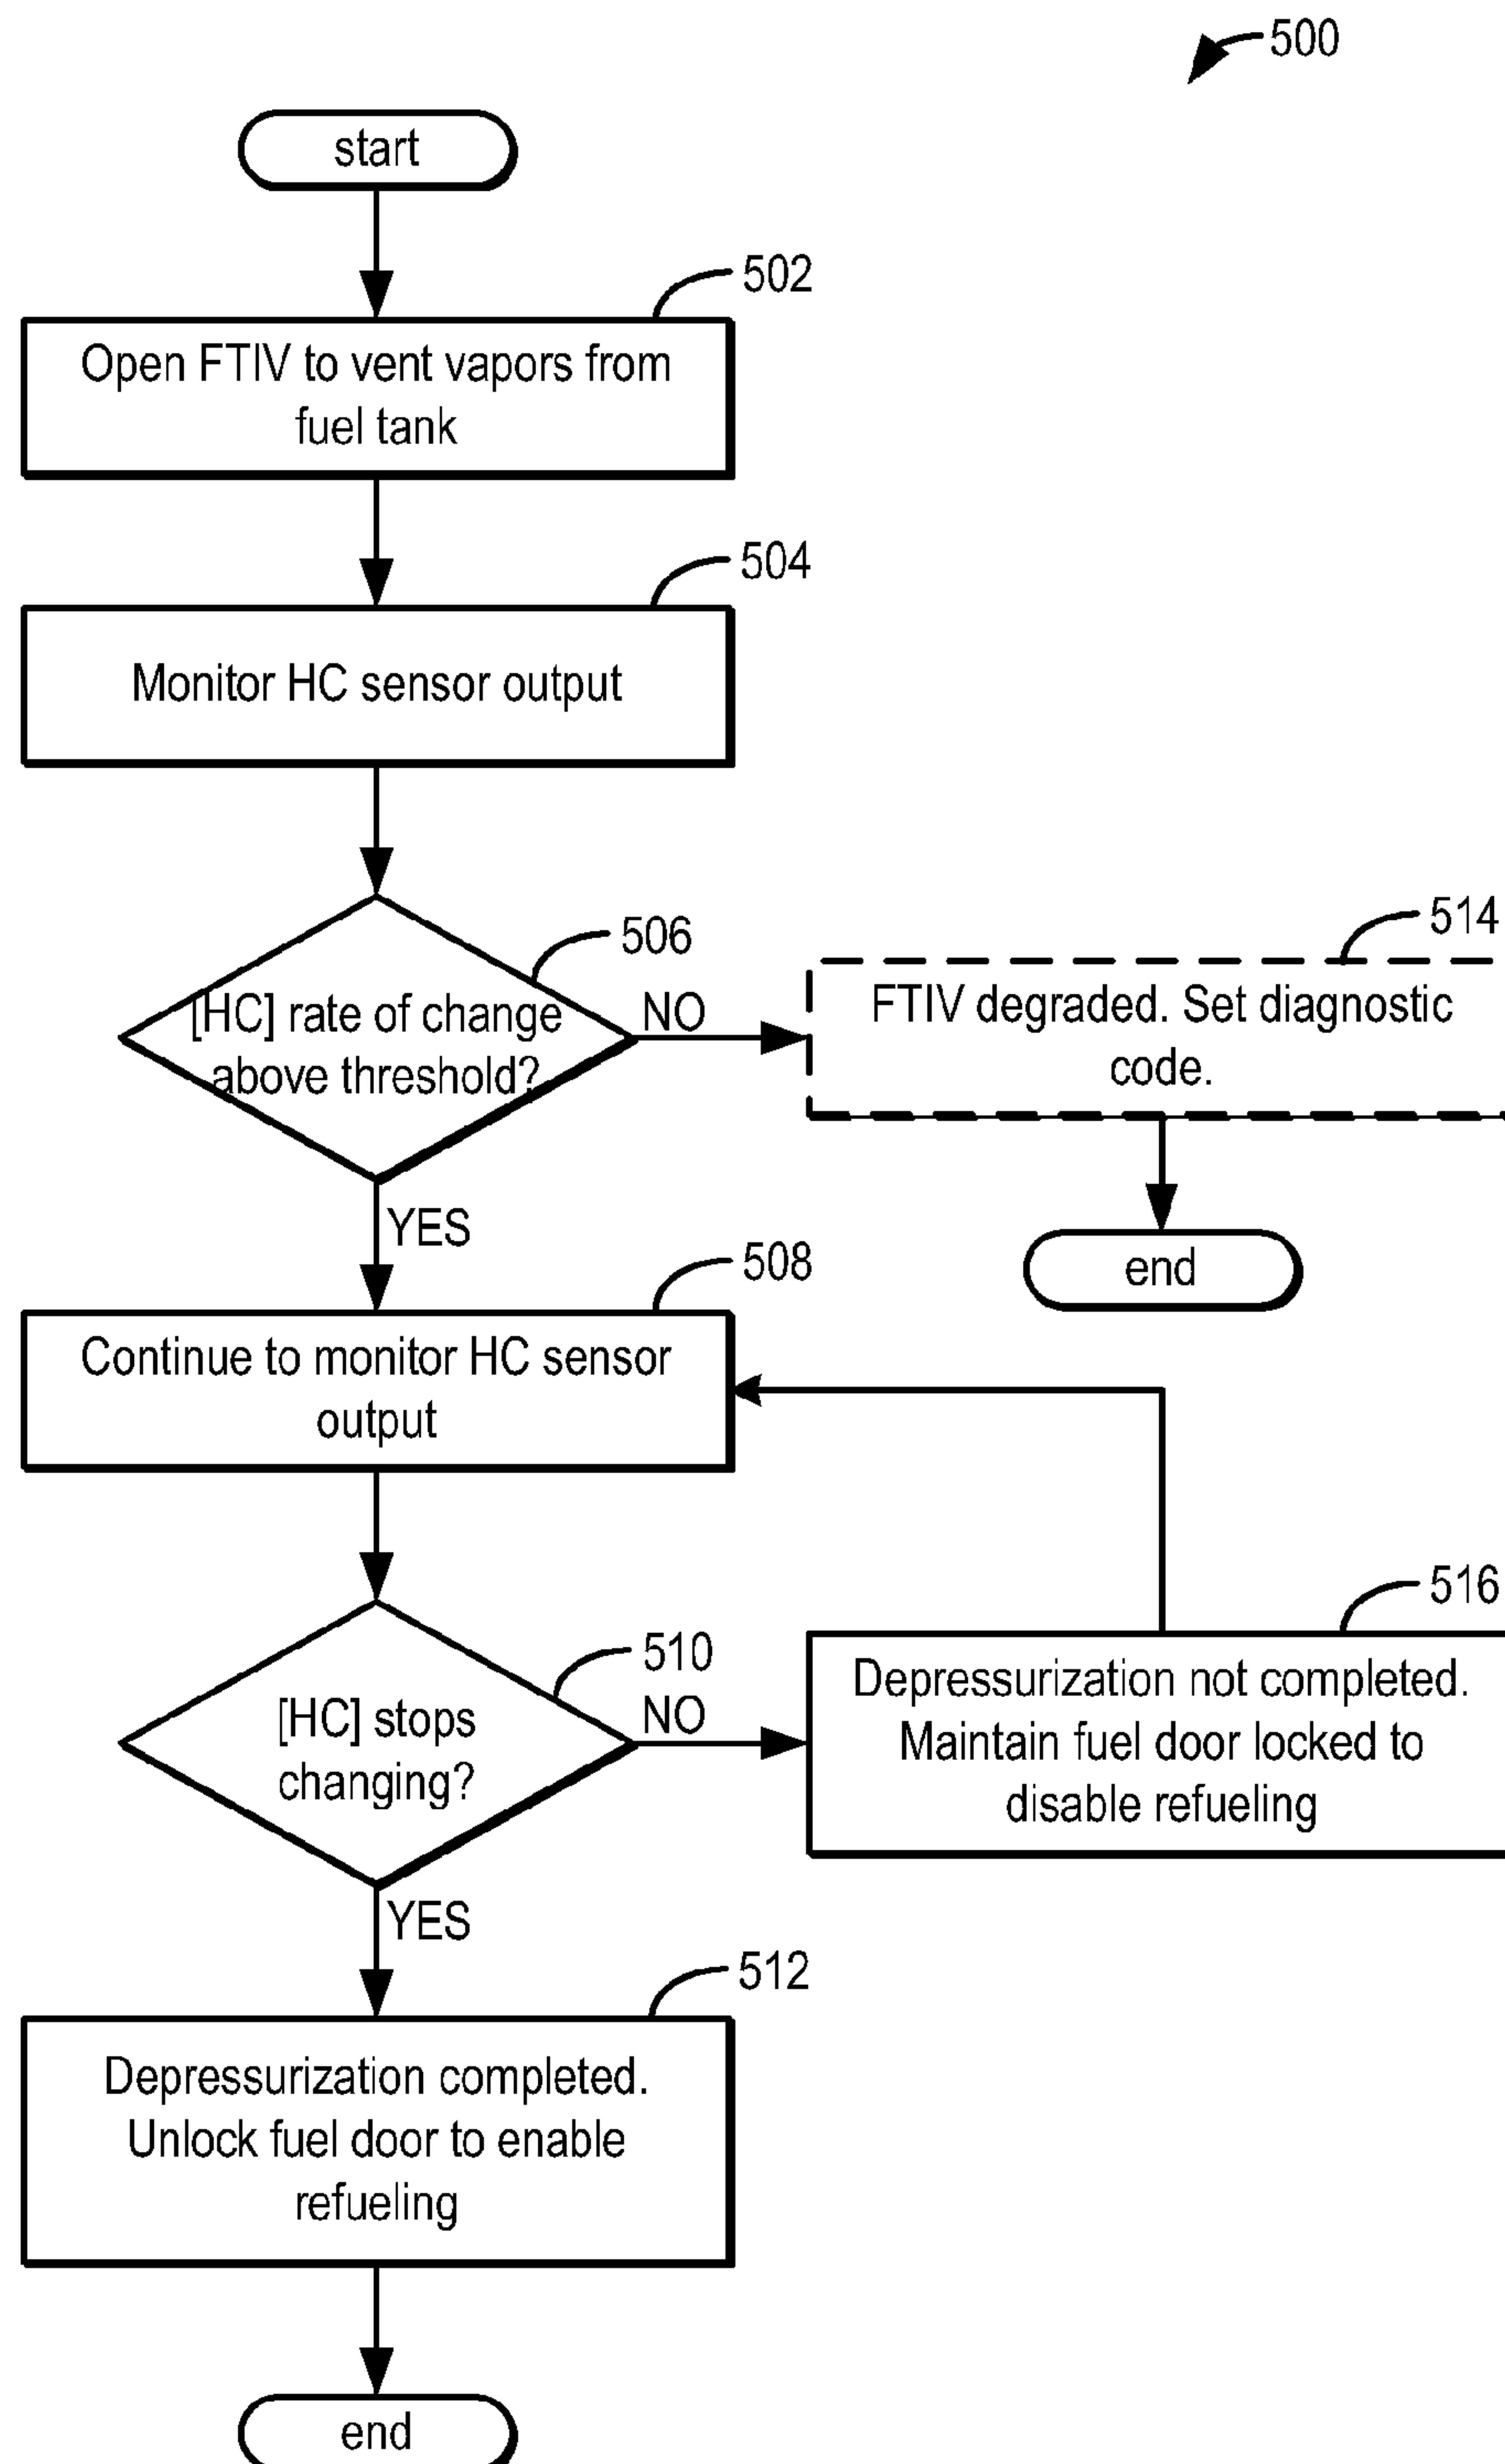 500
start
502
Open FTIV to vent vapors from
fuel tank
504
Monitor HC sensor output
506
[HC] rate of change
above threshold?
NO
514
FTIV degraded. Set diagnostic
code.
end
YES
508
Continue to monitor HC sensor
output
510
[HC] stops
changing?
NO
516
Depressurization not completed.
Maintain fuel door locked to
disable refueling
YES
512
Depressurization completed.
Unlock fuel door to enable
refueling
end